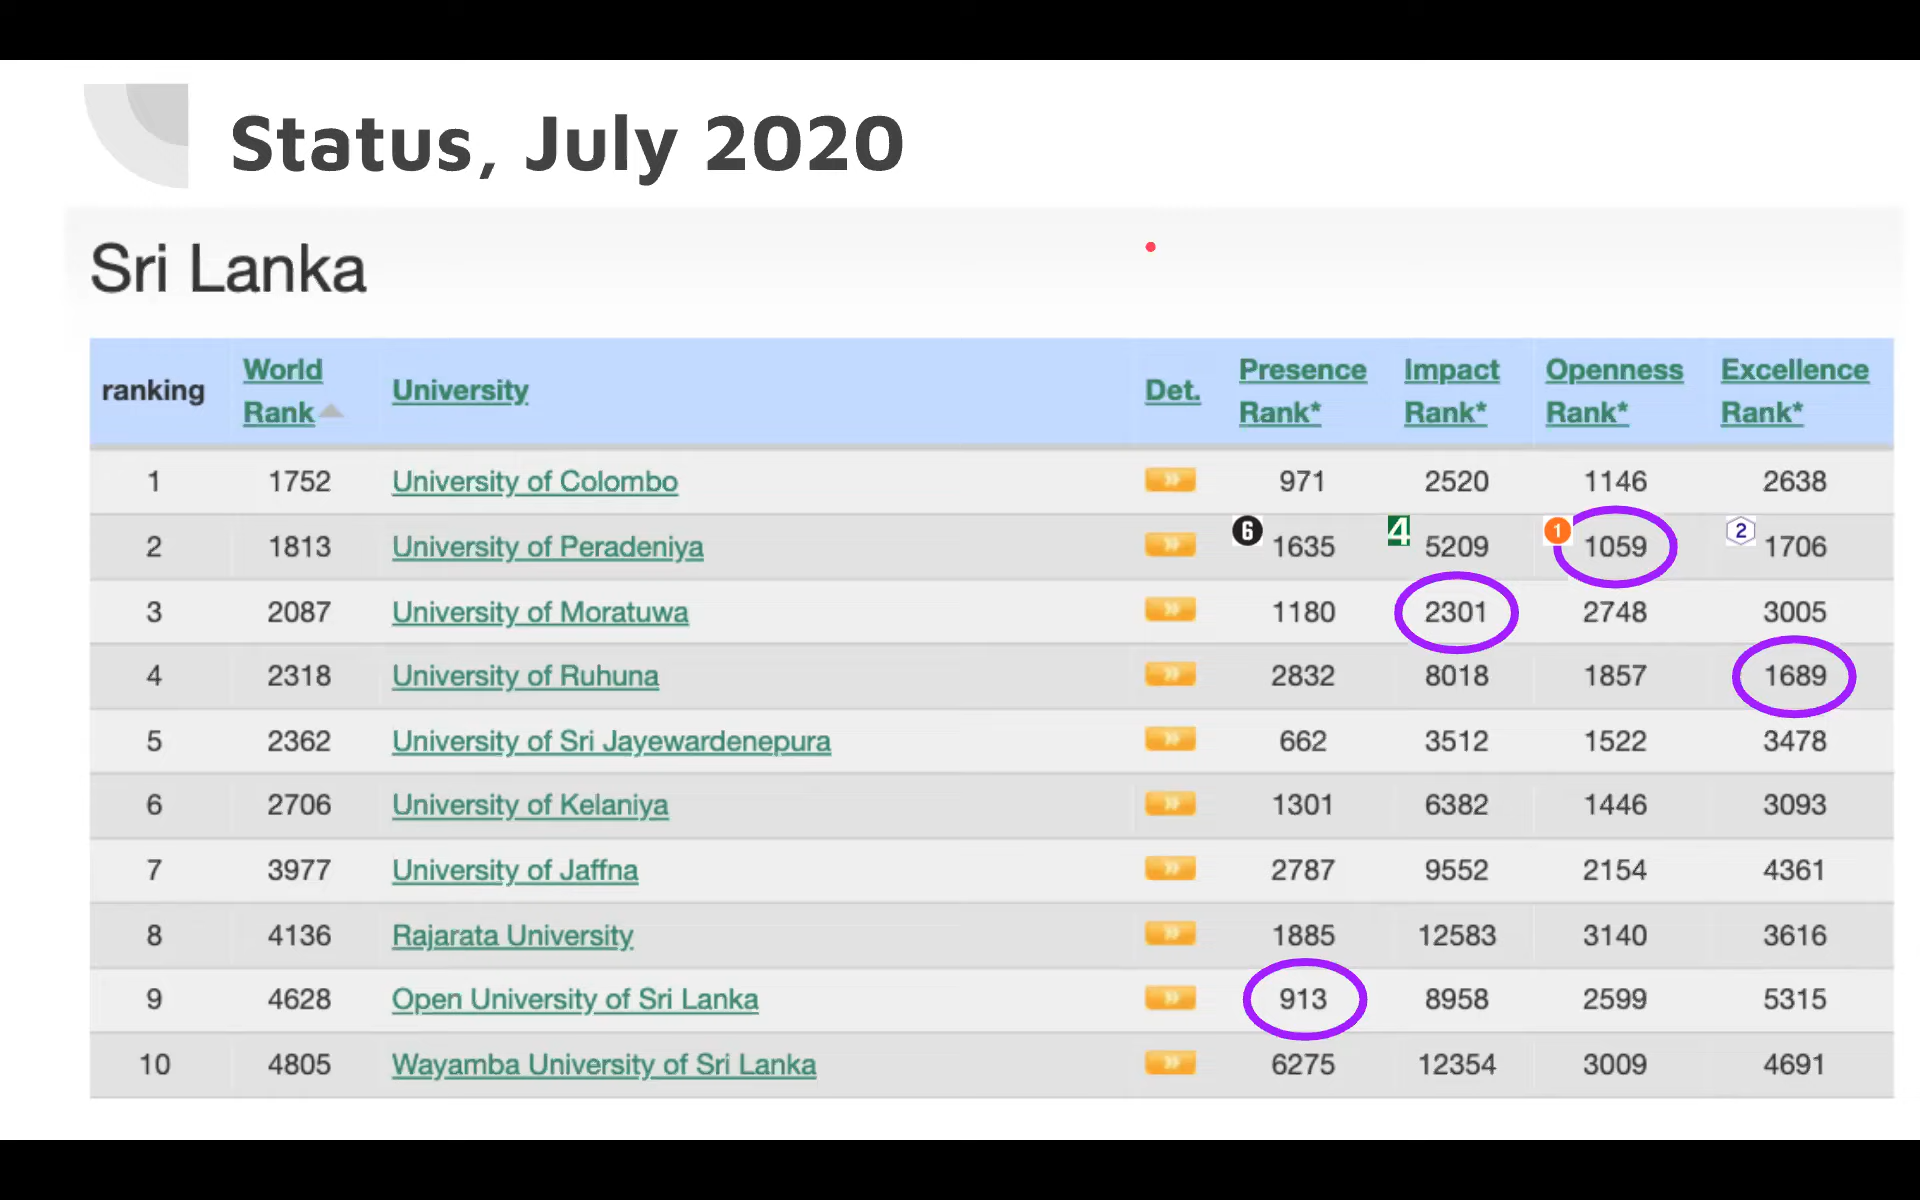 Status, July 2020
Sri Lanka
ranking World Rank University Det. Presence Rank* Impact Rank* Openness Rank* Excellence Rank*
1 1752 University of Colombo 971 2520 1146 2638
2 1813 University of Peradeniya 6 1635 4 5209 1 1059 2 1706
3 2087 University of Moratuwa 1180 2301 2748 3005
4 2318 University of Ruhuna 2832 8018 1857 1689
5 2362 University of Sri Jayewardenepura 662 3512 1522 3478
6 2706 University of Kelaniya 1301 6382 1446 3093
7 3977 University of Jaffna 2787 9552 2154 4361
8 4136 Rajarata University 1885 12583 3140 3616
9 4628 Open University of Sri Lanka 913 8958 2599 5315
10 4805 Wayamba University of Sri Lanka 6275 12354 3009 4691